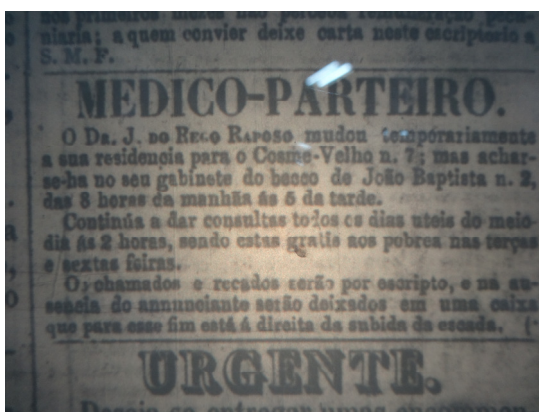 nos primeiros mezes não perceba remuneração pecu-
niaria; a quem convier deixe carta neste escriptorio a
S. M. F.
MEDICO-PARTEIRO.
O DR. J. DO REGO RAPOSO mudou temporariamente
a sua residencia para o Cosme-Velho n. 7; mas achar-
se-ha no seu gabinete do becco de João Baptista n. 2,
das 8 horas da manhãa ás 5 da tarde.
Continúa a dar consultas todos os dias uteis do meio-
dia ás 2 horas, sendo estas gratis aos pobres nas terças
e sextas feiras.
Os chamados e recados serão por escripto, e na au-
sencia do annunciante serão deixados em uma caixa
que para esse fim está á direita da subida da escada. (·
URGENTE.
Deseja-se entregar